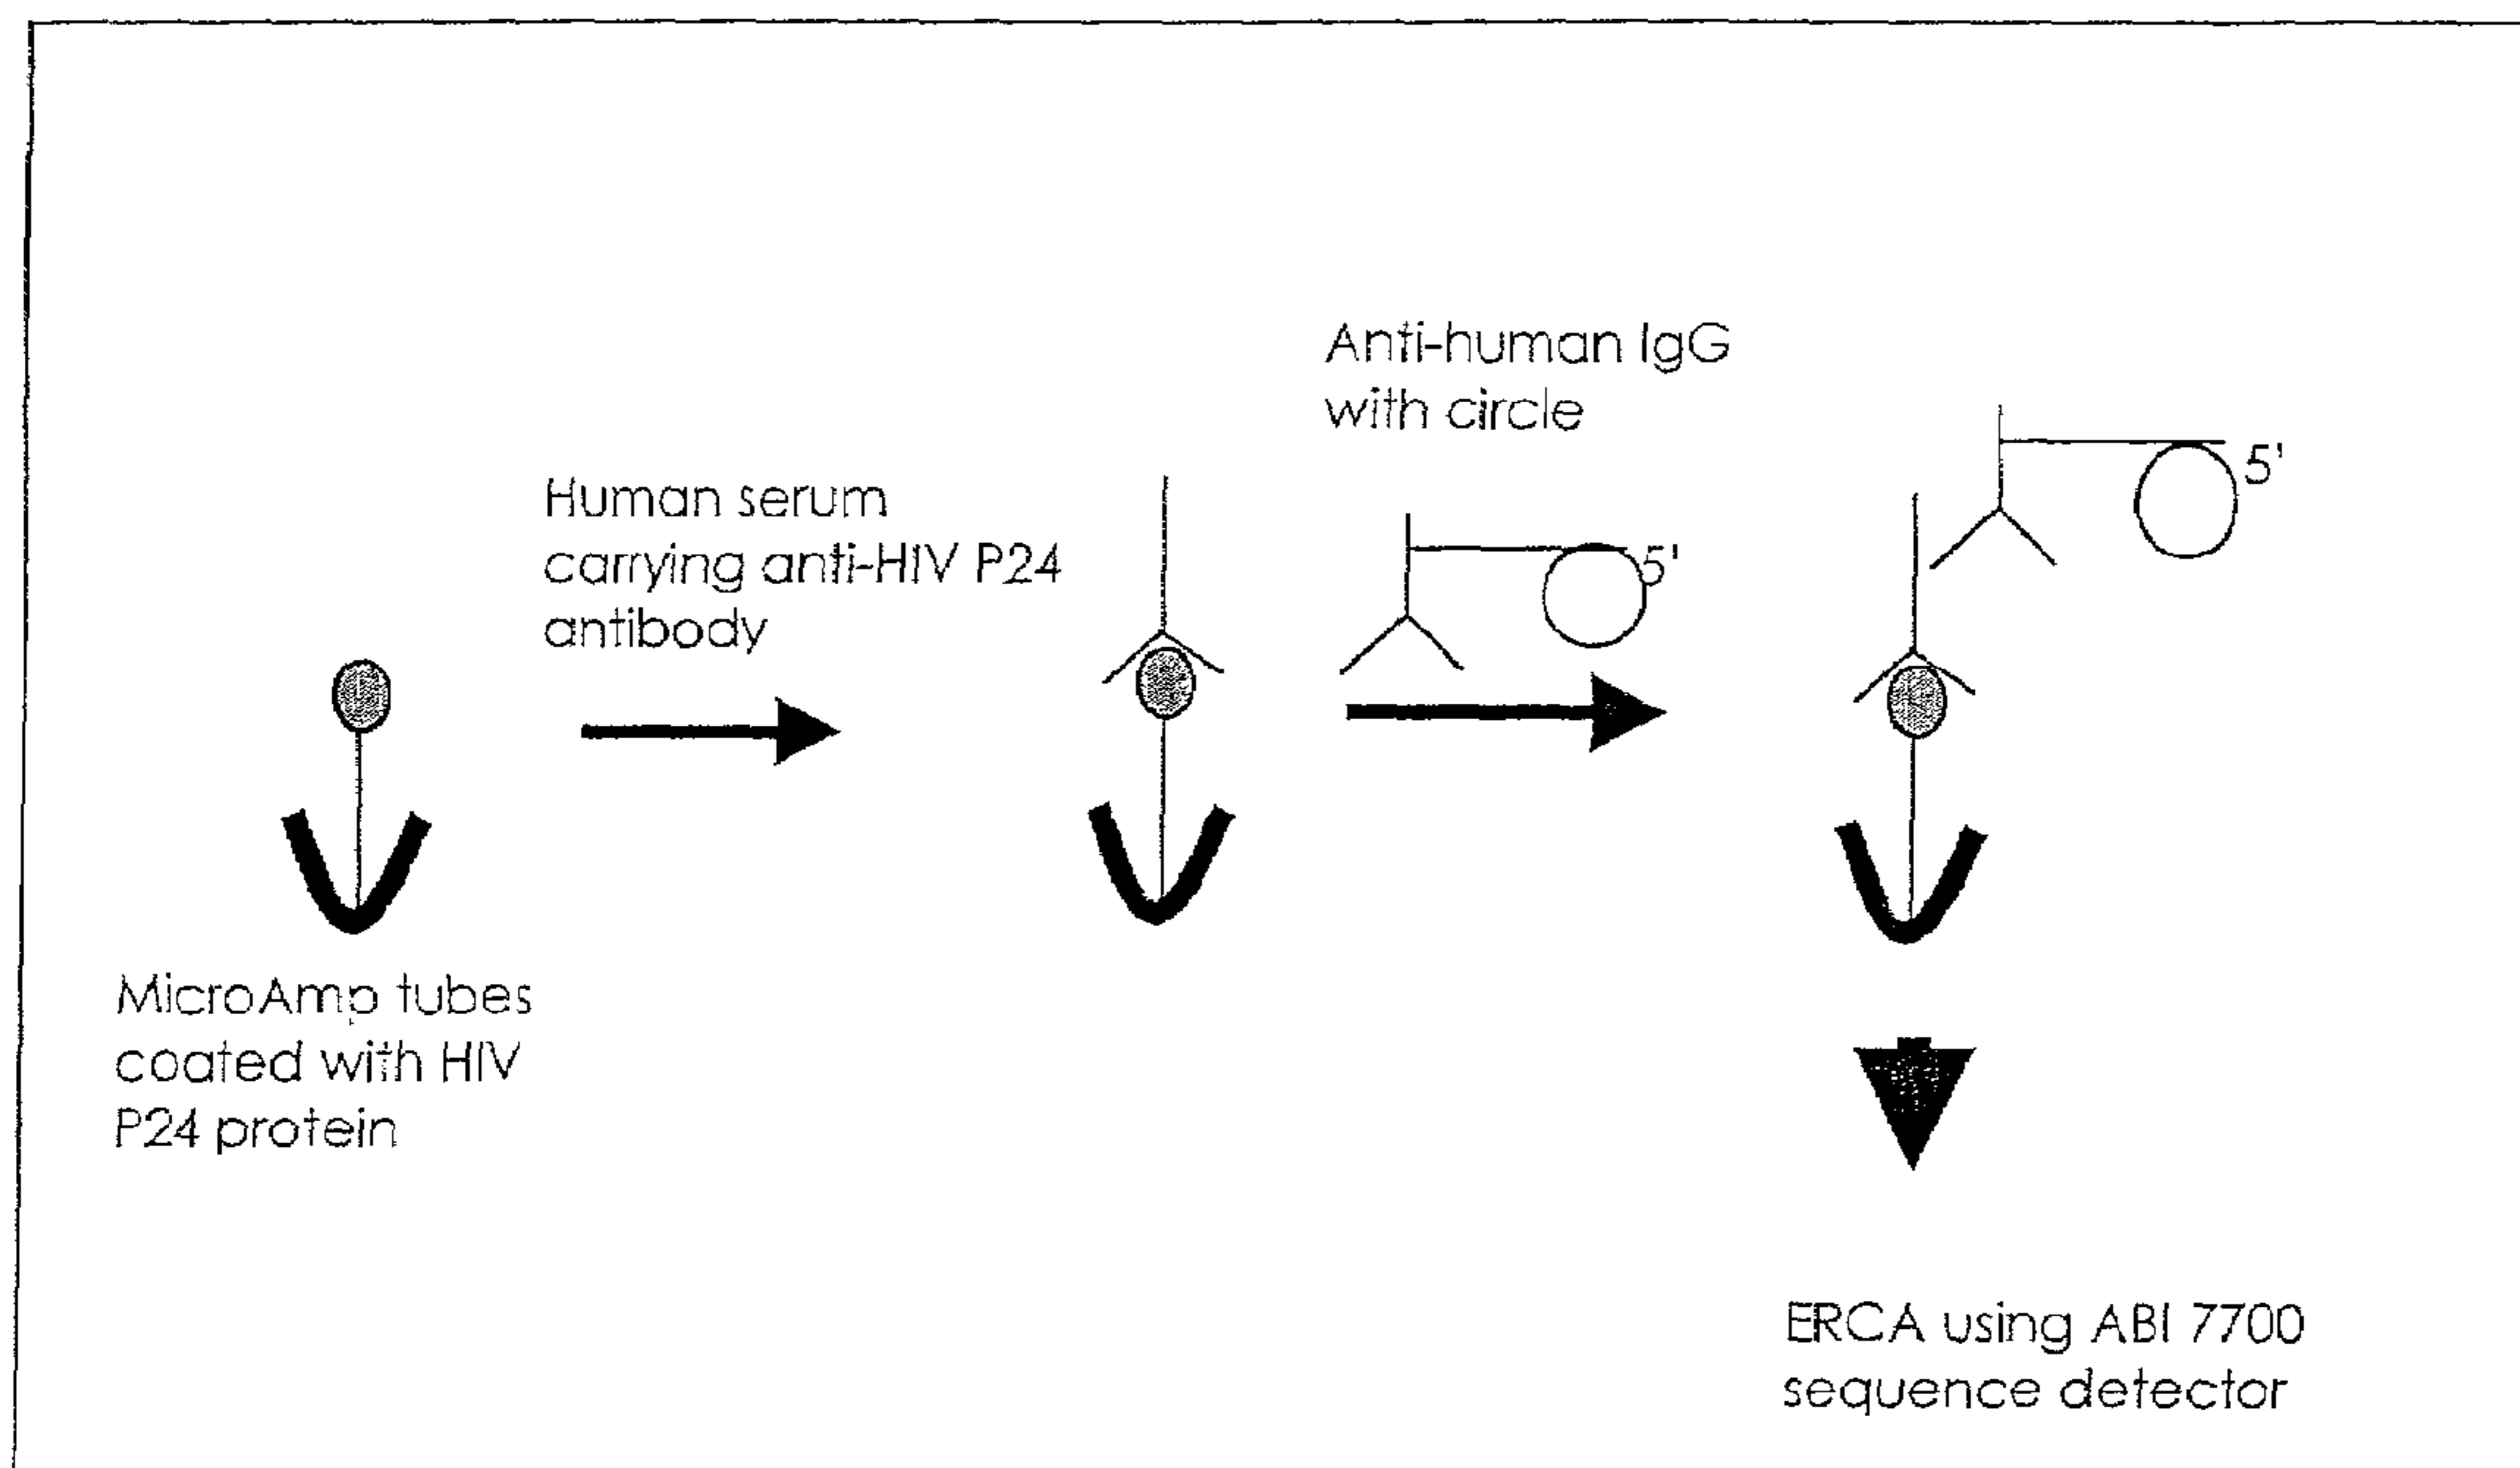 Anti-human IgG
with circle
5'
Human serum
carrying anti-HIV P24
antibody
5'
MicroAmp tubes
coated with HIV
P24 protein
ERCA using ABI 7700
sequence detector